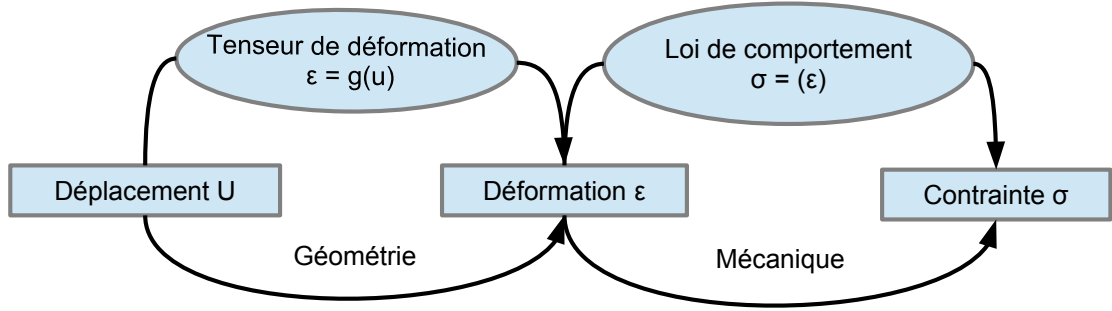 Tenseur de déformation
ε = g(u)
Loi de comportement
σ = (ε)
Déplacement U
Déformation ε
Contrainte σ
Géométrie
Mécanique